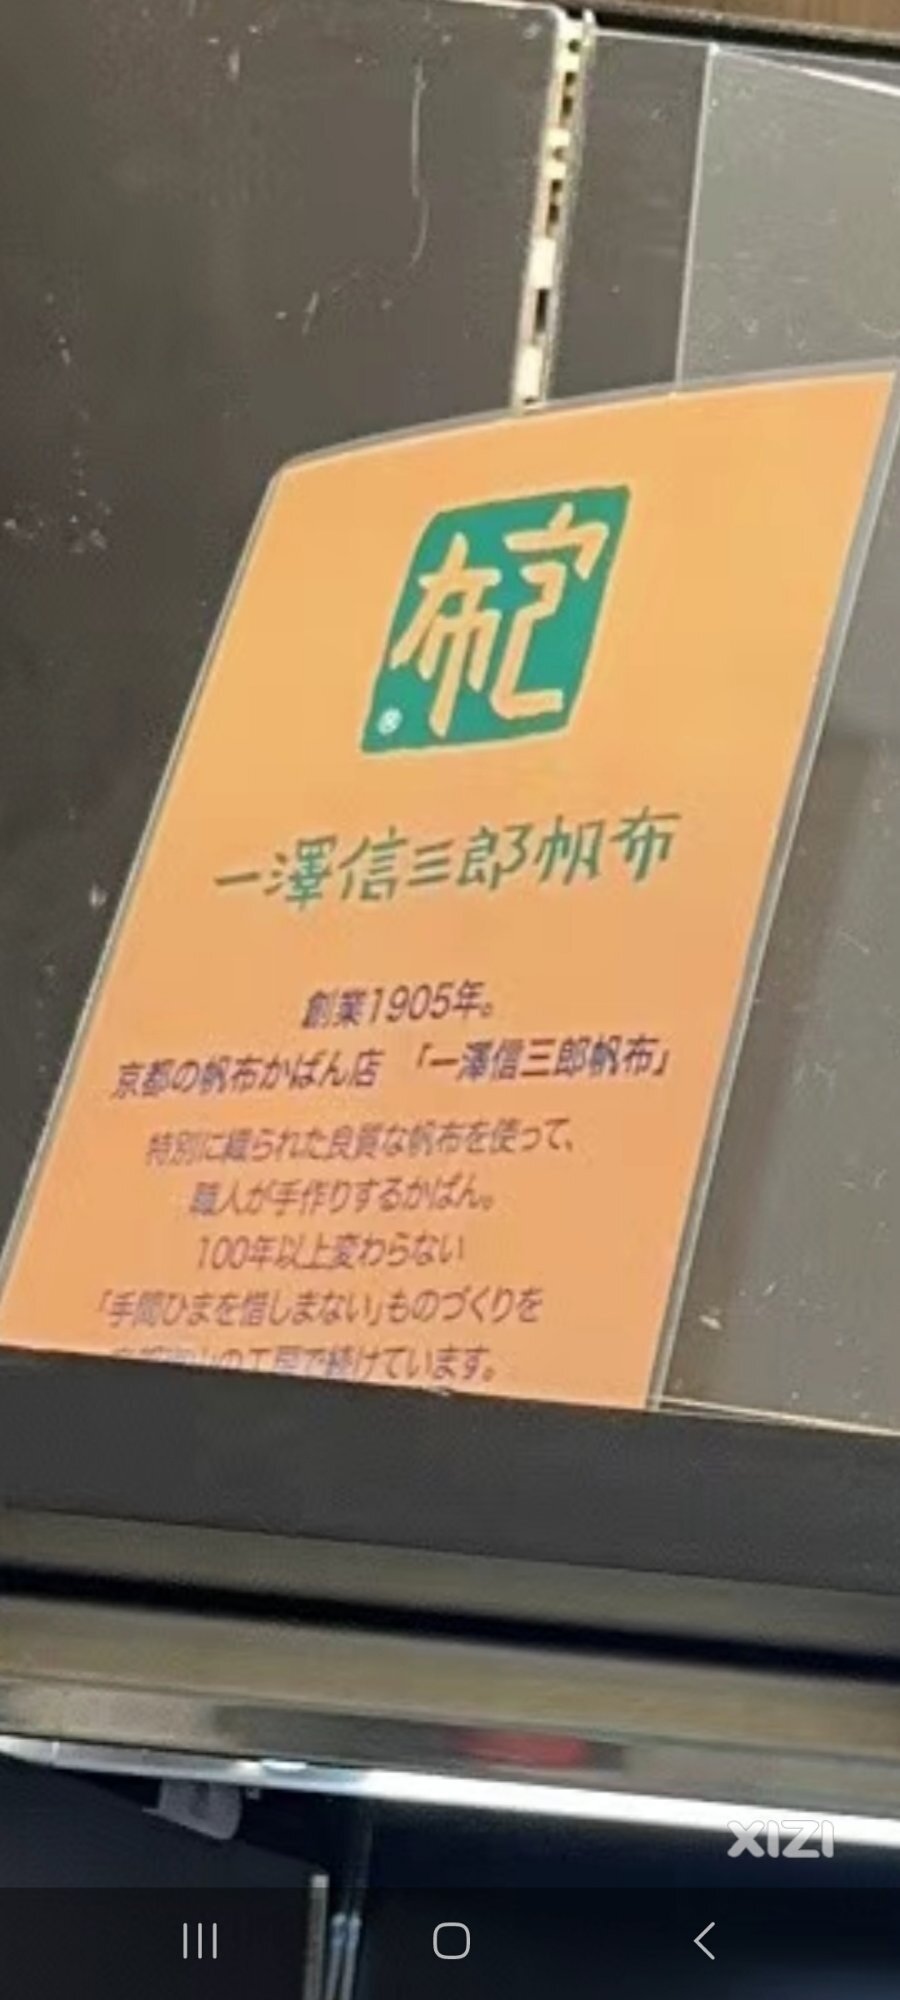 布包
®
一澤信三郎帆布
創業1905年。
京都の帆布かばん店 「一澤信三郎帆布」
特別に織られた良質な帆布を使って、
職人が手作りするかばん。
100年以上変わらない
「手間ひまを惜しまない」ものづくりを
の工房で続けています。
XIZI